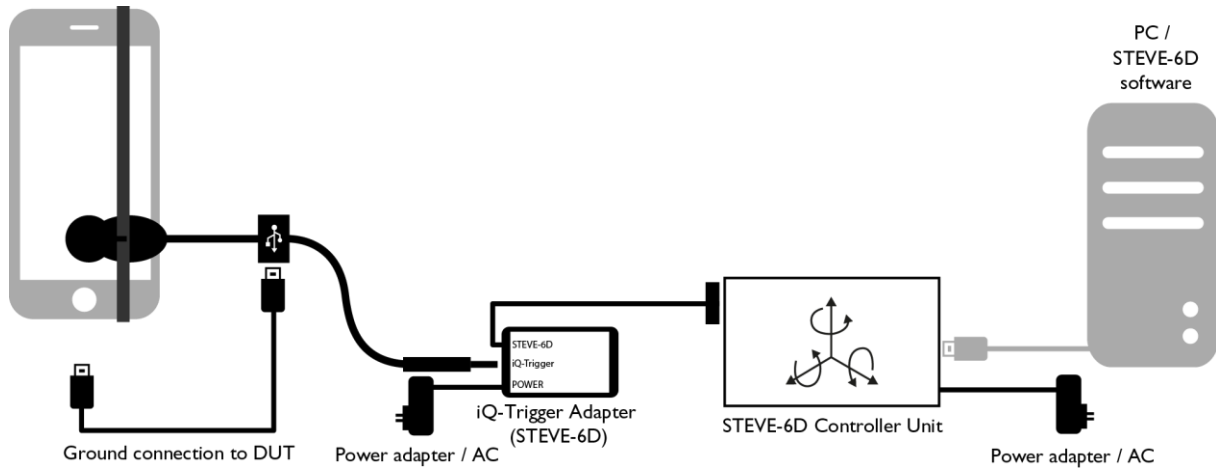 PC /
STEVE-6D
software
STEVE-6D
iQ-Trigger
POWER
iQ-Trigger Adapter
(STEVE-6D)
STEVE-6D Controller Unit
Ground connection to DUT
Power adapter / AC
Power adapter / AC